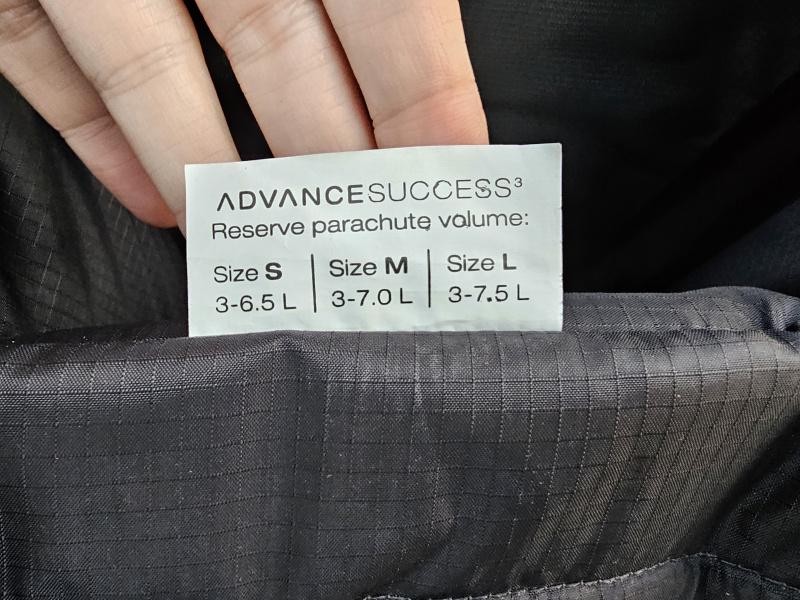 ADVANCESUCCESS³
Reserve parachute volume:
Size S | Size M | Size L
3-6.5 L | 3-7.0 L | 3-7.5 L